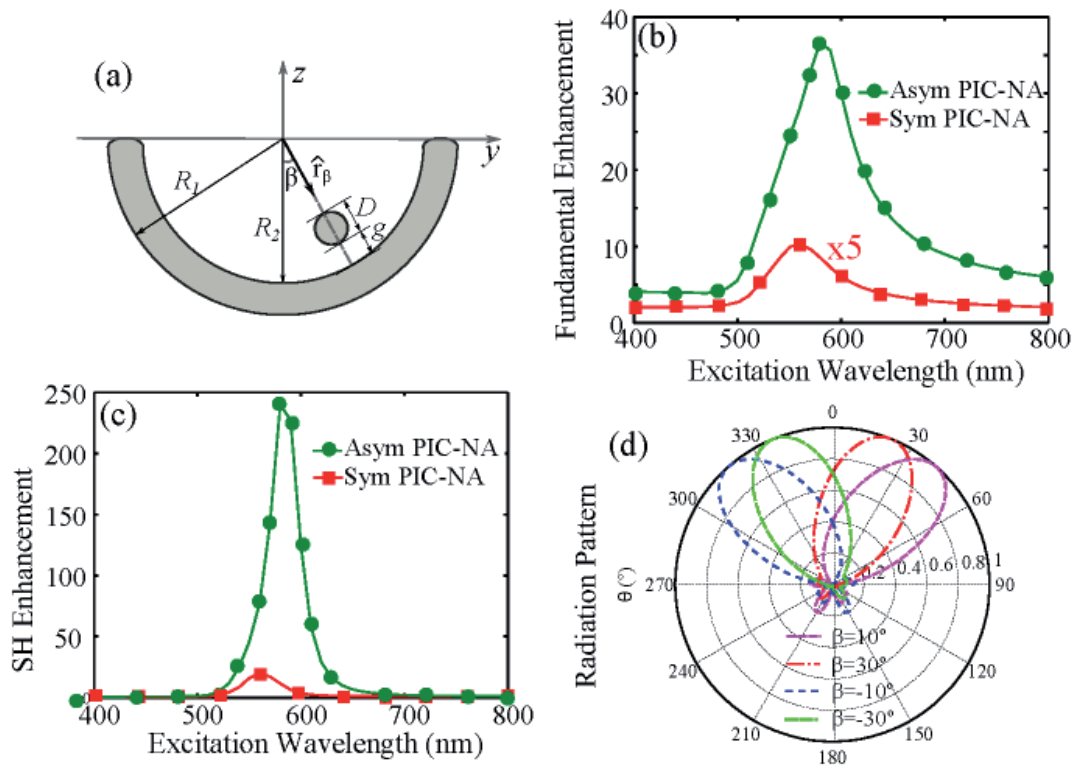 (a)
z
y
R1
R2
β
r̂β
D
g
(b)
Fundamental Enhancement
40
30
20
10
0
Asym PIC-NA
Sym PIC-NA
x5
400 500 600 700 800
Excitation Wavelength (nm)
(c)
SH Enhancement
250
200
150
100
50
0
Asym PIC-NA
Sym PIC-NA
400 500 600 700 800
Excitation Wavelength (nm)
(d)
Radiation Pattern
θ (°)
0
30
60
90
120
150
180
210
240
270
300
330
0.2 0.4 0.6 0.8 1
β=10°
β=30°
β=-10°
β=-30°